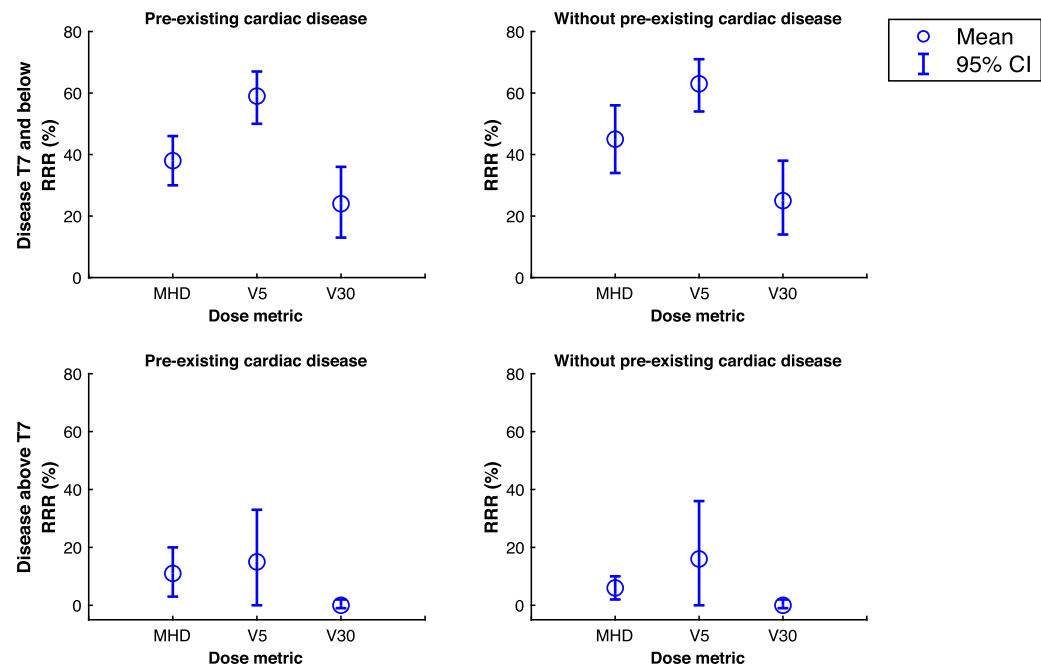 Pre-existing cardiac disease
Disease T7 and below
RRR (%)
80
60
40
20
0
MHD V5 V30
Dose metric
Without pre-existing cardiac disease
RRR (%)
80
60
40
20
0
MHD V5 V30
Dose metric
Mean
95% CI
Pre-existing cardiac disease
Disease above T7
RRR (%)
80
60
40
20
0
MHD V5 V30
Dose metric
Without pre-existing cardiac disease
RRR (%)
80
60
40
20
0
MHD V5 V30
Dose metric